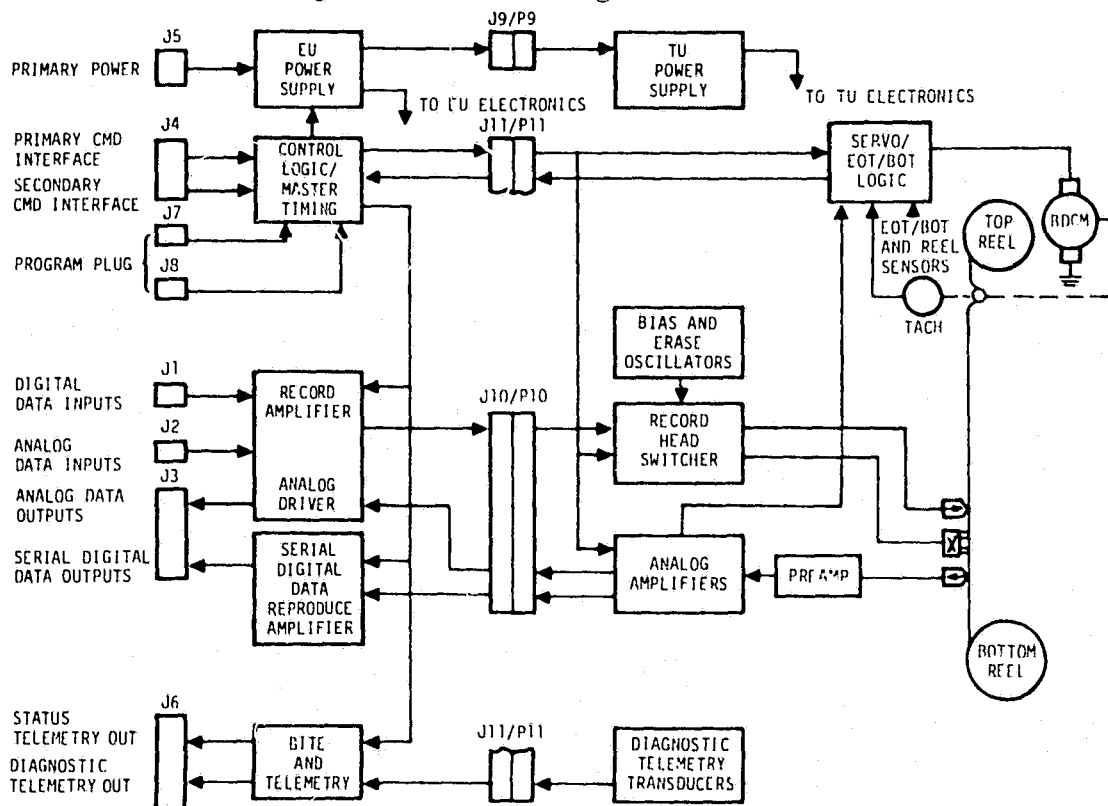 J5
PRIMARY POWER
EU
POWER
SUPPLY
J9/P9
TU
POWER
SUPPLY
TO EU ELECTRONICS
TO TU ELECTRONICS
J4
PRIMARY CMD
INTERFACE
SECONDARY
CMD INTERFACE
CONTROL
LOGIC/
MASTER
TIMING
J11/P11
SERVO/
EOT/BOT
LOGIC
J7
PROGRAM PLUG
J8
EOT/BOT
AND REEL
SENSORS
TOP
REEL
BDCM
TACH
BIAS AND
ERASE
OSCILLATORS
J1
DIGITAL
DATA INPUTS
J2
ANALOG
DATA INPUTS
RECORD
AMPLIFIER
ANALOG
DRIVER
J10/P10
RECORD
HEAD
SWITCHER
J3
ANALOG DATA
OUTPUTS
SERIAL DIGITAL
DATA OUTPUTS
SERIAL
DIGITAL
DATA
REPRODUCE
AMPLIFIER
ANALOG
AMPLIFIERS
PREAMP
X
BOTTOM
REEL
J6
STATUS
TELEMETRY OUT
DIAGNOSTIC
TELEMETRY OUT
BITE
AND
TELEMETRY
J11/P11
DIAGNOSTIC
TELEMETRY
TRANSDUCERS